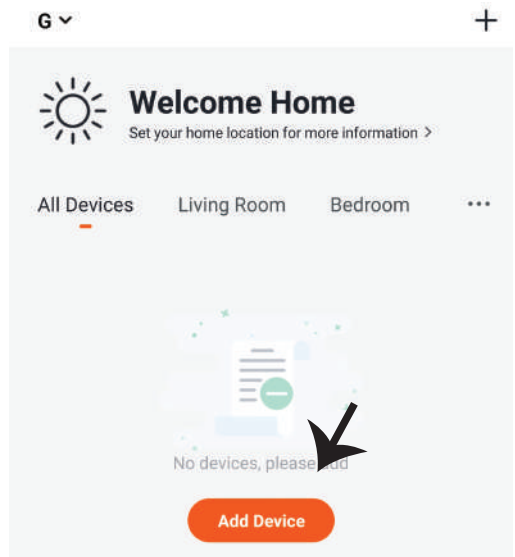 G
Welcome Home
Set your home location for more information >
All Devices Living Room Bedroom ...
No devices, please add
Add Device